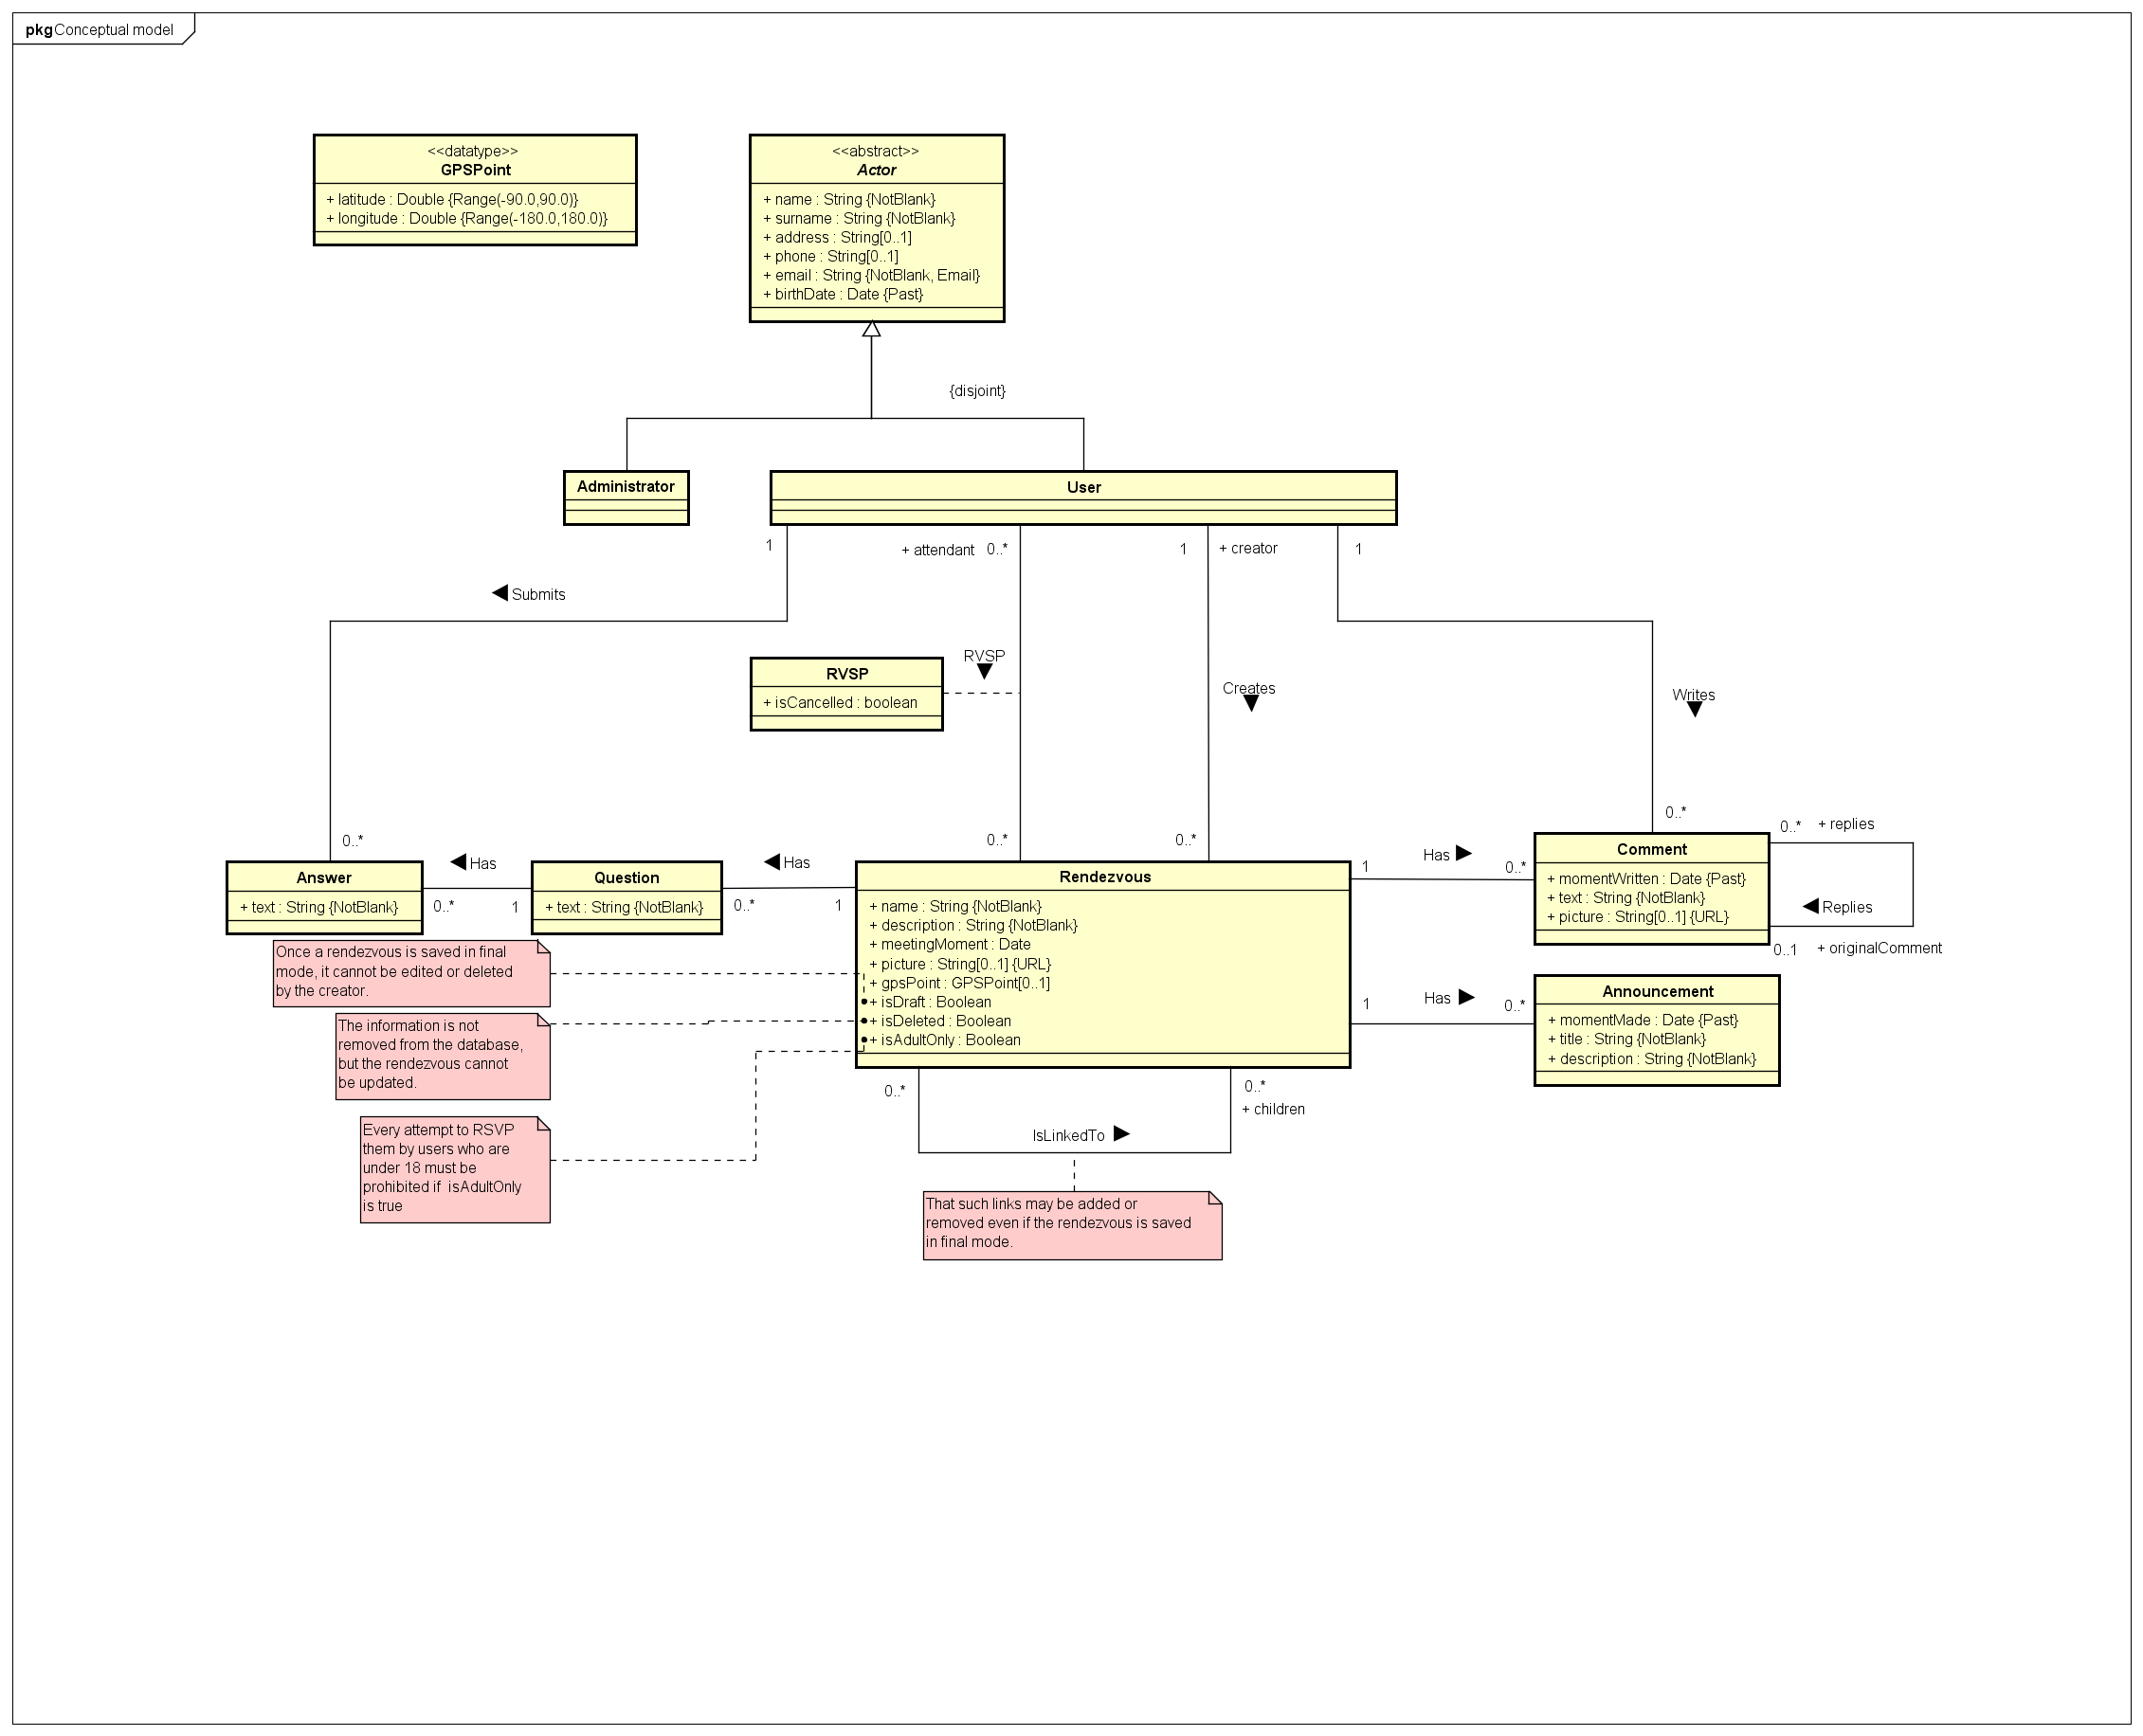 pkg Conceptual model
<<datatype>>
GPSPoint
+ latitude : Double {Range(-90.0,90.0)}
+ longitude : Double {Range(-180.0,180.0)}
<<abstract>>
Actor
+ name : String {NotBlank}
+ surname : String {NotBlank}
+ address : String[0..1]
+ phone : String[0..1]
+ email : String {NotBlank, Email}
+ birthDate : Date {Past}
{disjoint}
Administrator
User
1
+ attendant
0..*
1
+ creator
1
Submits
RVSP
+ isCancelled : boolean
RVSP
Creates
Writes
0..*
0..*
0..*
0..*
Answer
+ text : String {NotBlank}
Has
0..*
1
Question
+ text : String {NotBlank}
Has
0..*
1
Rendezvous
+ name : String {NotBlank}
+ description : String {NotBlank}
+ meetingMoment : Date
+ picture : String[0..1] {URL}
+ gpsPoint : GPSPoint[0..1]
+ isDraft : Boolean
+ isDeleted : Boolean
+ isAdultOnly : Boolean
1
Has
0..*
Comment
+ momentWritten : Date {Past}
+ text : String {NotBlank}
+ picture : String[0..1] {URL}
0..*
+ replies
Replies
0..1
+ originalComment
1
Has
0..*
Announcement
+ momentMade : Date {Past}
+ title : String {NotBlank}
+ description : String {NotBlank}
Once a rendezvous is saved in final
mode, it cannot be edited or deleted
by the creator.
The information is not
removed from the database,
but the rendezvous cannot
be updated.
Every attempt to RSVP
them by users who are
under 18 must be
prohibited if  isAdultOnly
is true
0..*
0..*
+ children
IsLinkedTo
That such links may be added or
removed even if the rendezvous is saved
in final mode.